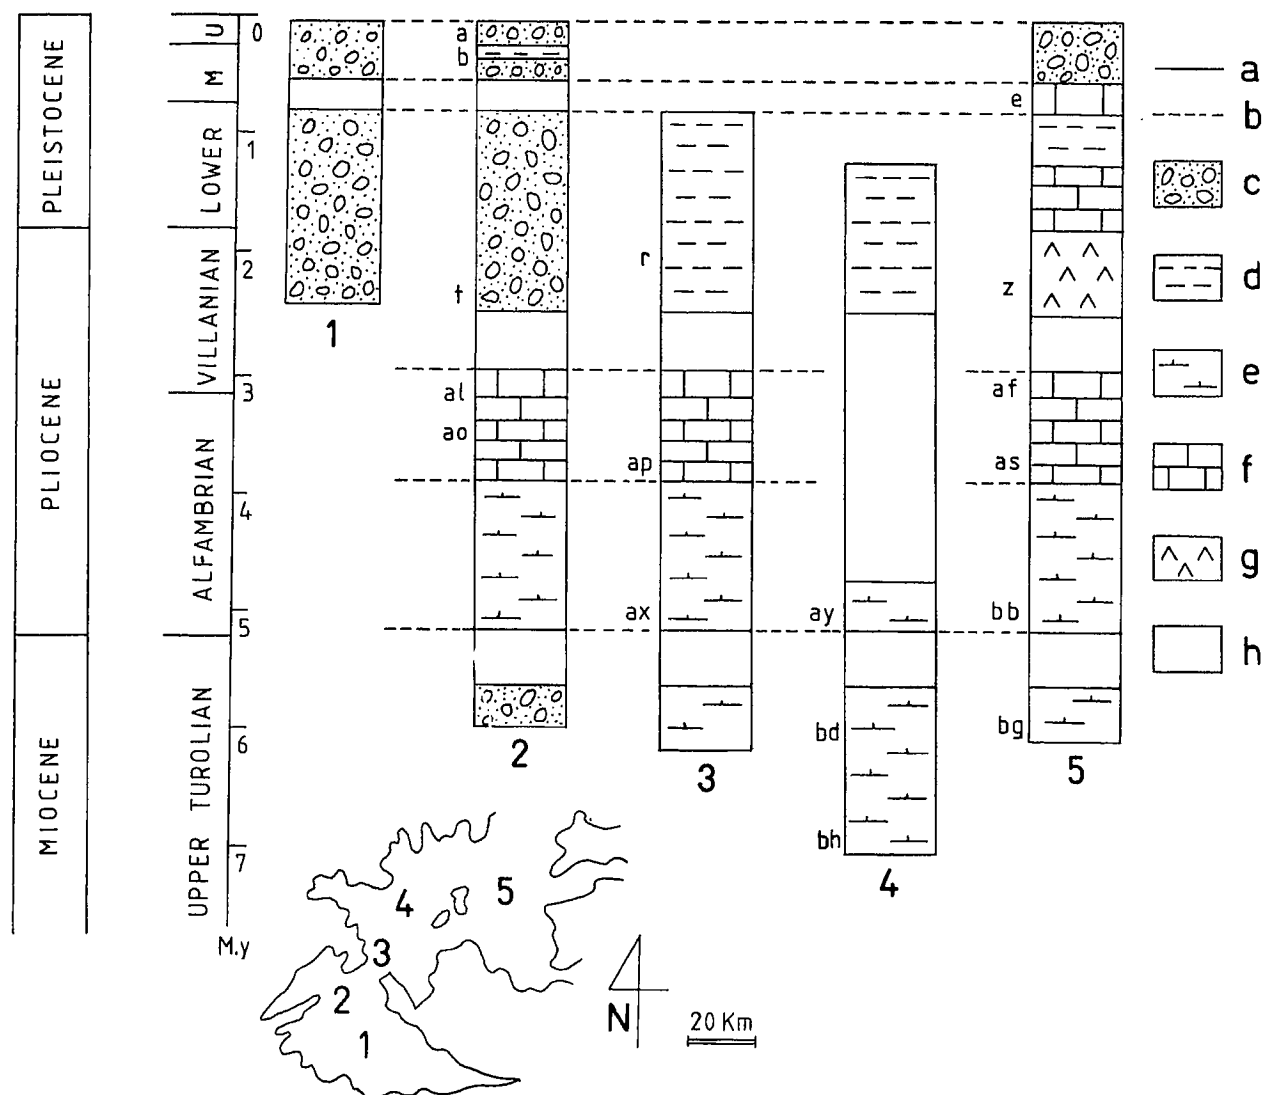 PLEISTOCENE
PLIOCENE
MIOCENE
U
M
LOWER
VILLANIAN
ALFAMBRIAN
UPPER TUROLIAN
0
1
2
3
4
5
6
7
M.y
1
a
b
t
al
ao
2
r
ap
ax
3
ay
bd
bh
4
e
z
af
as
bb
bg
5
a
b
c
d
e
f
g
h
4
5
3
2
1
N
20 Km